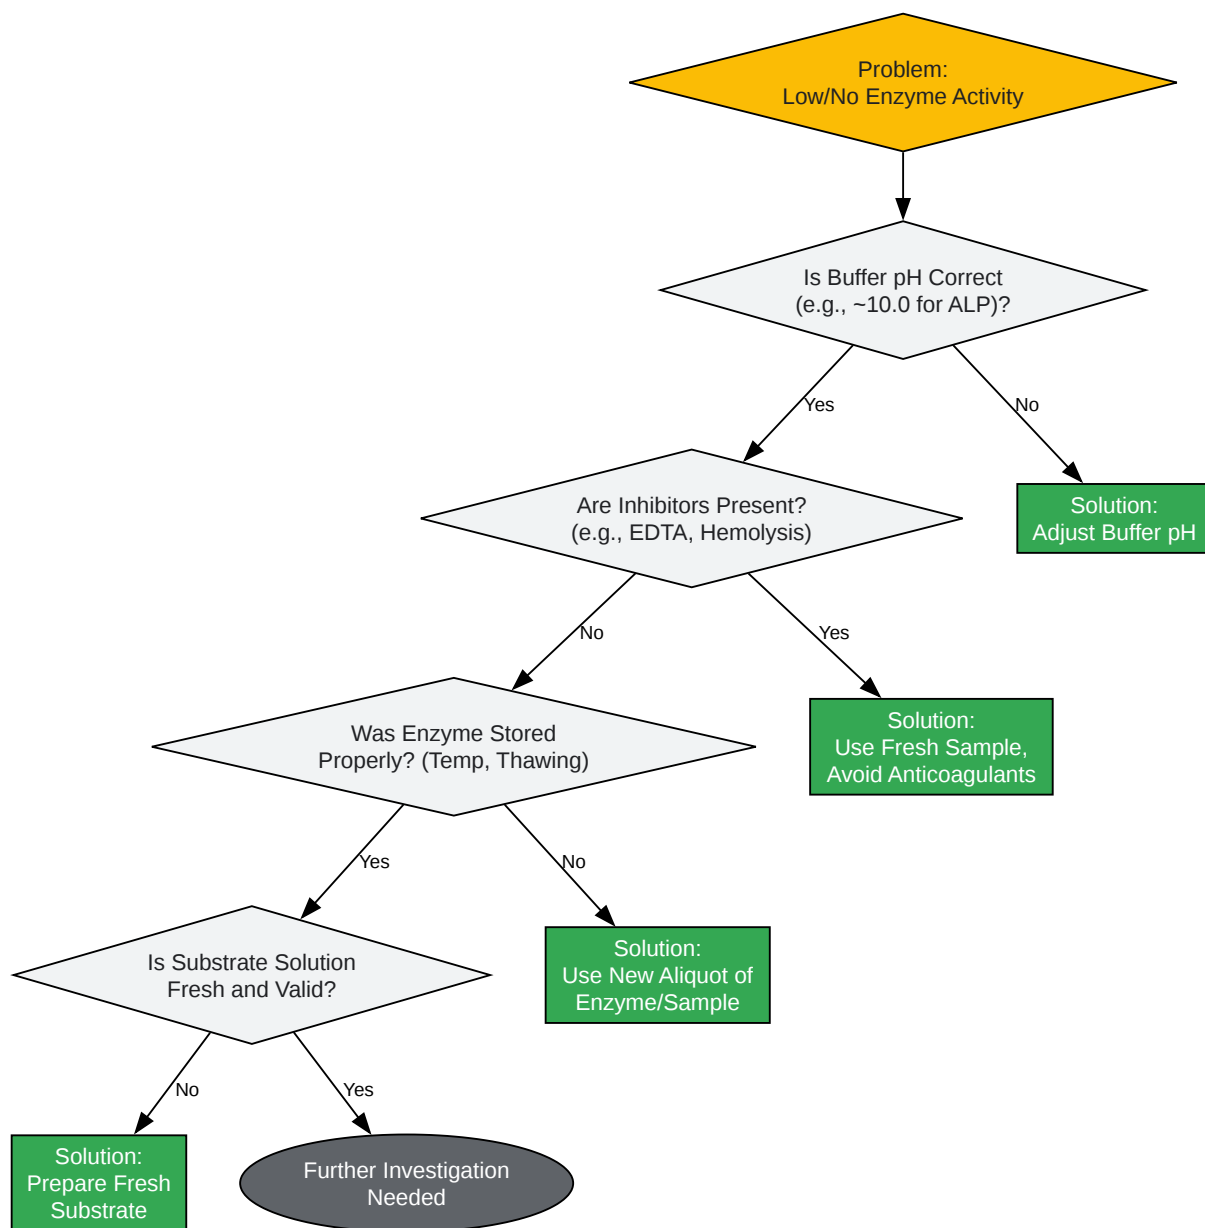 Problem:
Low/No Enzyme Activity
Is Buffer pH Correct
(e.g., ~10.0 for ALP)?
Yes
No
Are Inhibitors Present?
(e.g., EDTA, Hemolysis)
Solution:
Adjust Buffer pH
No
Yes
Was Enzyme Stored
Properly? (Temp, Thawing)
Solution:
Use Fresh Sample,
Avoid Anticoagulants
Yes
No
Is Substrate Solution
Fresh and Valid?
Solution:
Use New Aliquot of
Enzyme/Sample
No
Yes
Solution:
Prepare Fresh
Substrate
Further Investigation
Needed